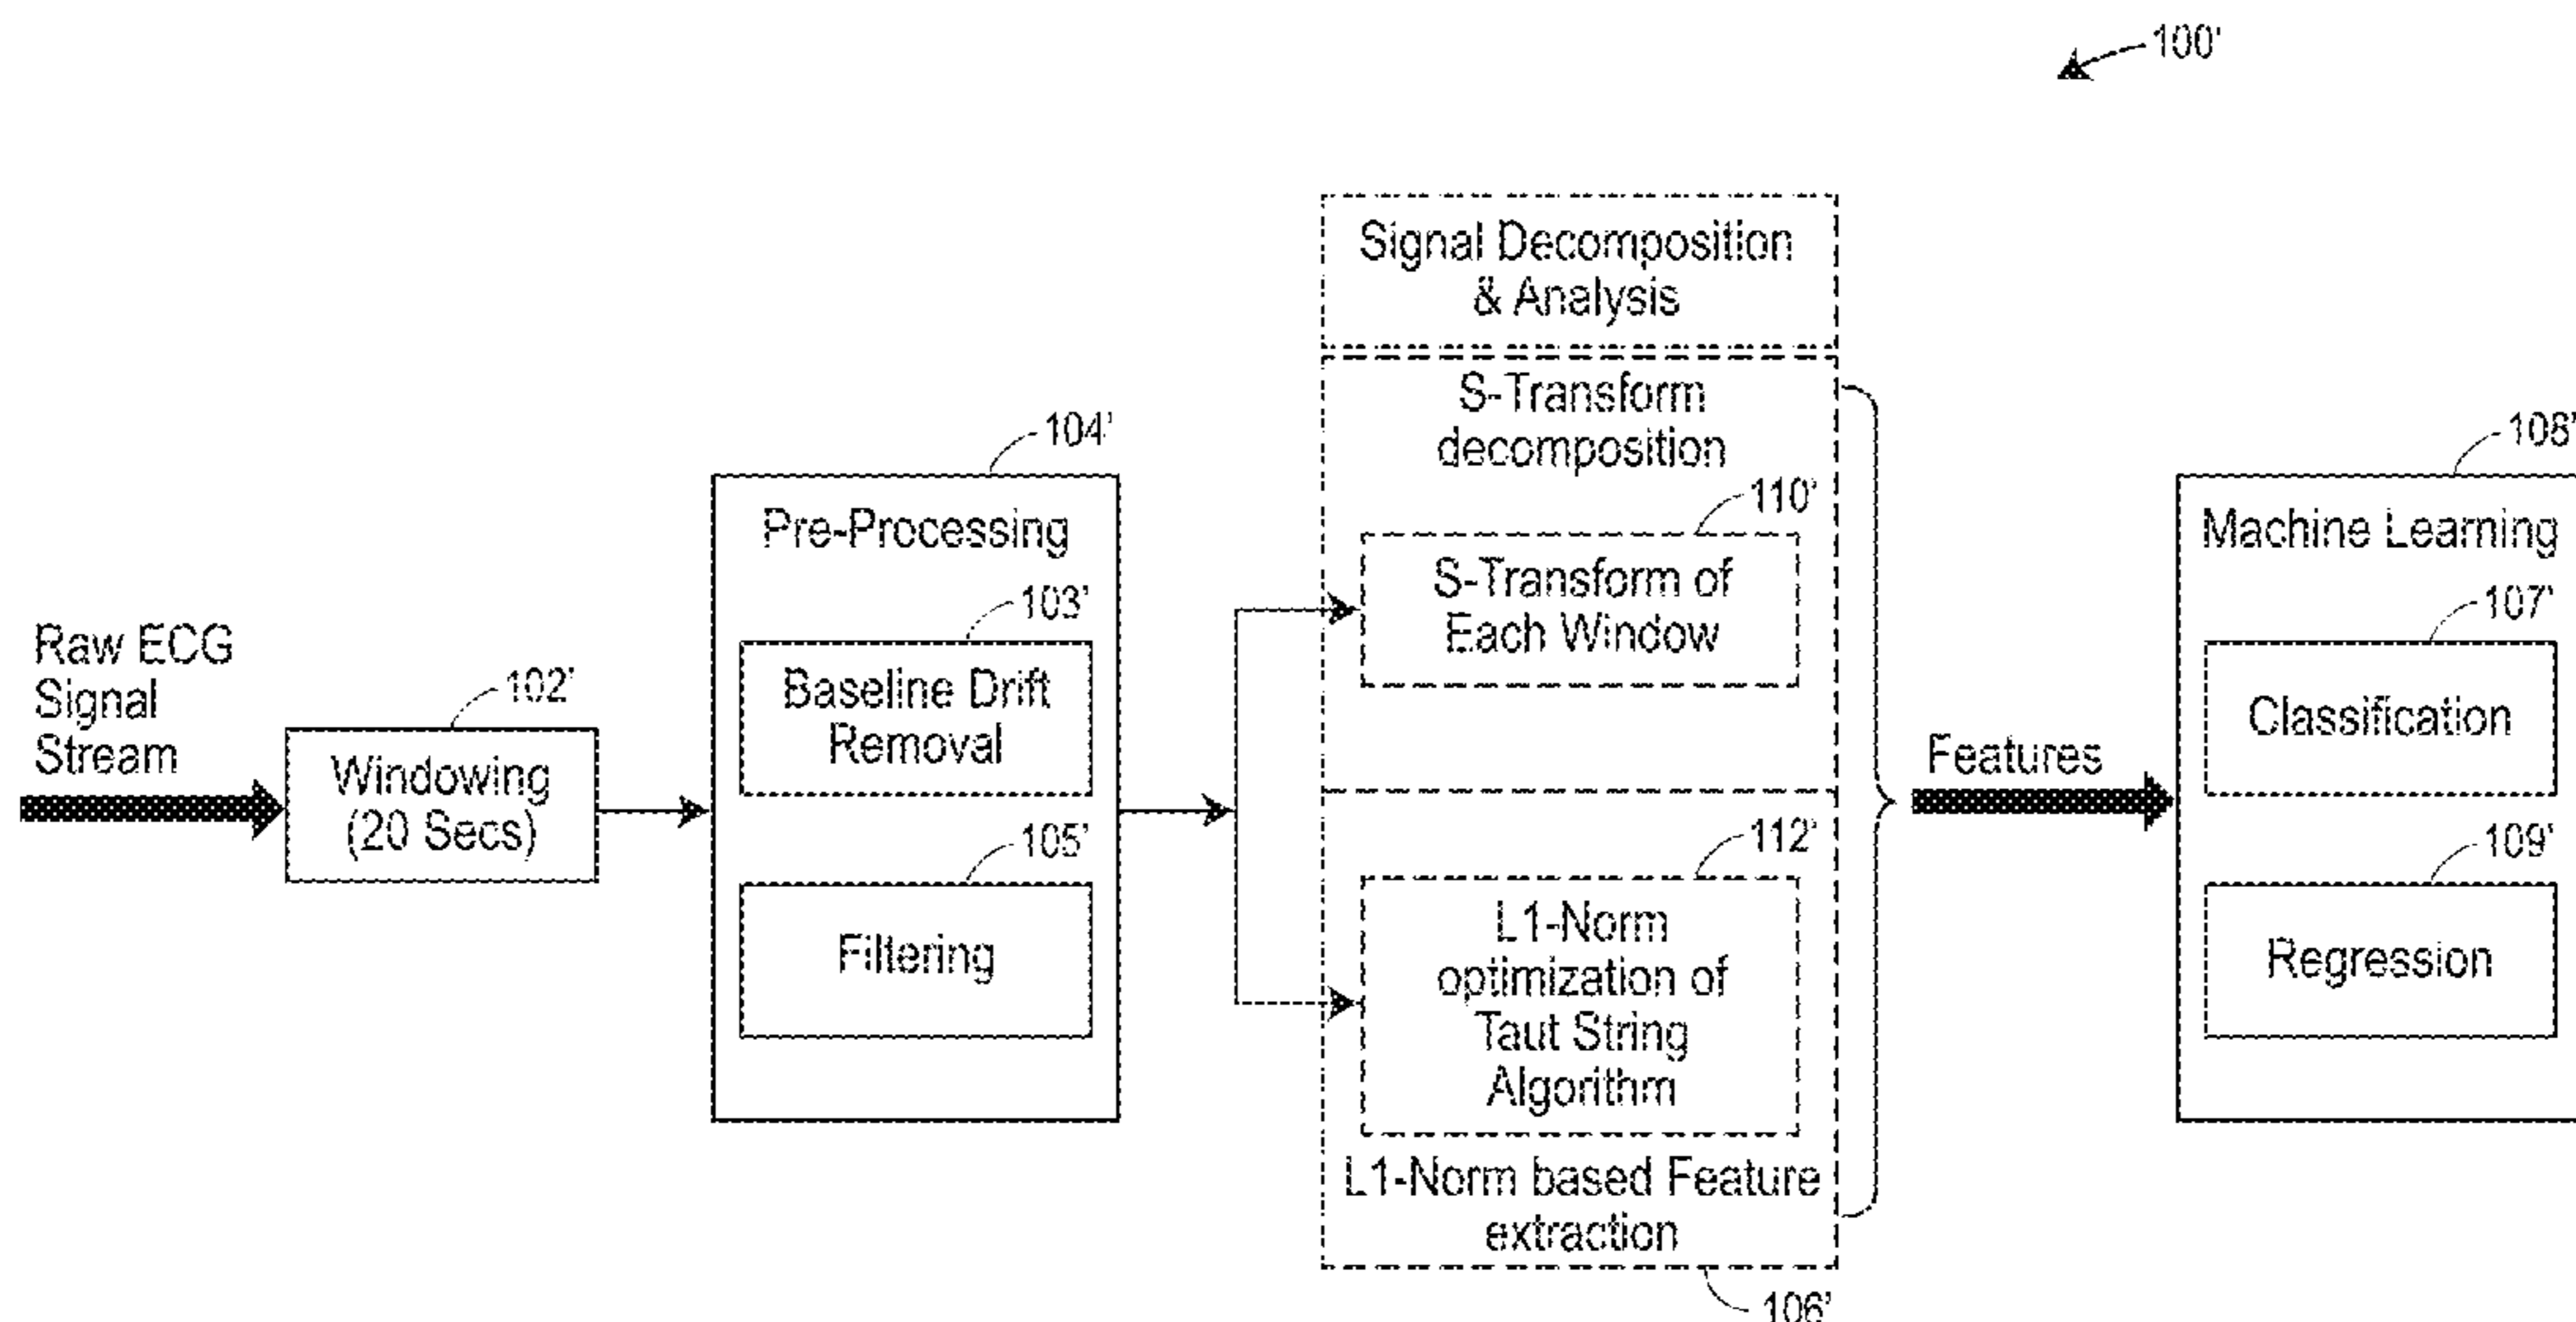 100'
Raw ECG
Signal
Stream
102'
Windowing
(20 Secs)
104'
Pre-Processing
103'
Baseline Drift
Removal
105'
Filtering
Signal Decomposition
& Analysis
S-Transform
decomposition
110'
S-Transform of
Each Window
112'
L1-Norm
optimization of
Taut String
Algorithm
L1-Norm based Feature
extraction
106'
Features
108'
Machine Learning
107'
Classification
109'
Regression